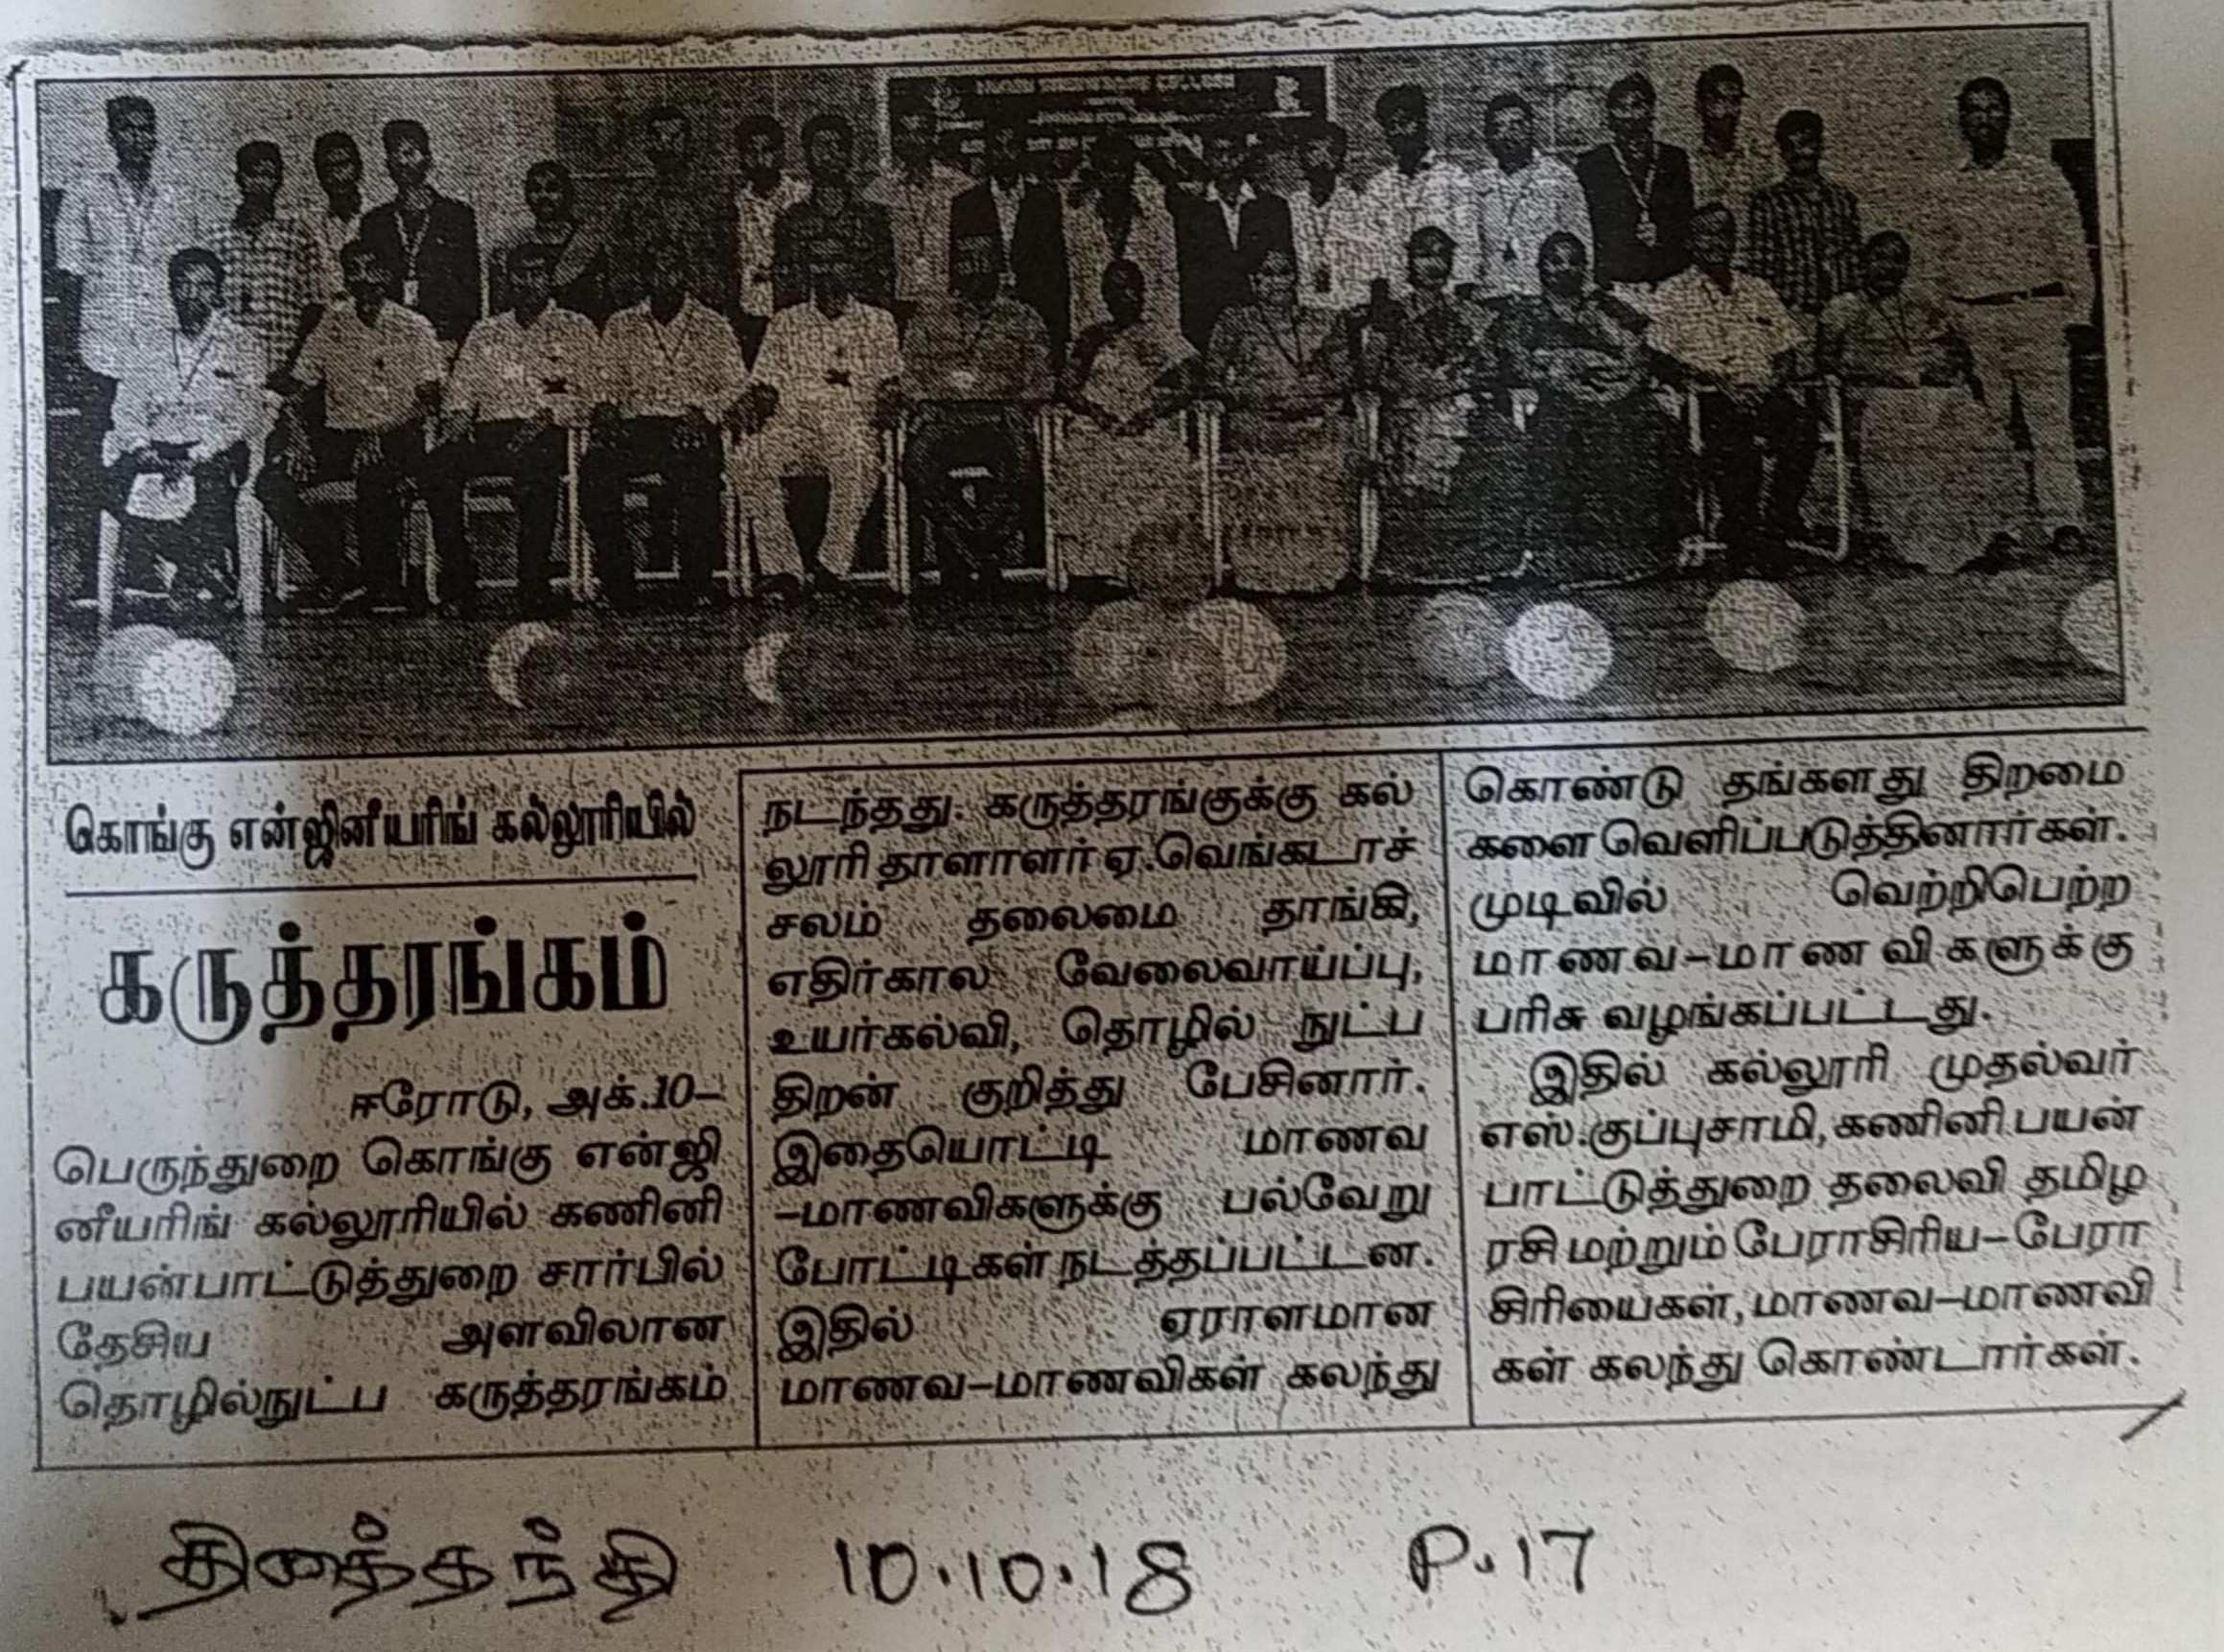 கொங்கு என்ஜினீயரிங் கல்லூரியில்
கருத்தரங்கம்
ஈரோடு, அக்.10–
பெருந்துறை கொங்கு என்ஜி
னீயரிங் கல்லூரியில் கணினி
பயன்பாட்டுத்துறை சார்பில்
தேசிய அளவிலான
தொழில்நுட்ப கருத்தரங்கம்
நடந்தது. கருத்தரங்குக்கு கல்
லூரி தாளாளர் ஏ.வெங்கடாச்
சலம் தலைமை தாங்கி,
எதிர்கால வேலைவாய்ப்பு,
உயர்கல்வி, தொழில் நுட்ப
திறன் குறித்து பேசினார்.
இதையொட்டி மாணவ
–மாணவிகளுக்கு பல்வேறு
போட்டிகள் நடத்தப்பட்டன.
இதில் ஏராளமான
மாணவ–மாணவிகள் கலந்து
கொண்டு தங்களது திறமை
களை வெளிப்படுத்தினார்கள்.
முடிவில் வெற்றிபெற்ற
மாணவ–மாணவிகளுக்கு
பரிசு வழங்கப்பட்டது.
இதில் கல்லூரி முதல்வர்
எஸ்.குப்புசாமி, கணினி பயன்
பாட்டுத்துறை தலைவி தமிழ
ரசி மற்றும் பேராசிரிய–பேரா
சிரியைகள், மாணவ–மாணவி
கள் கலந்து கொண்டார்கள்.
தினத்தந்தி 10.10.18 P.17